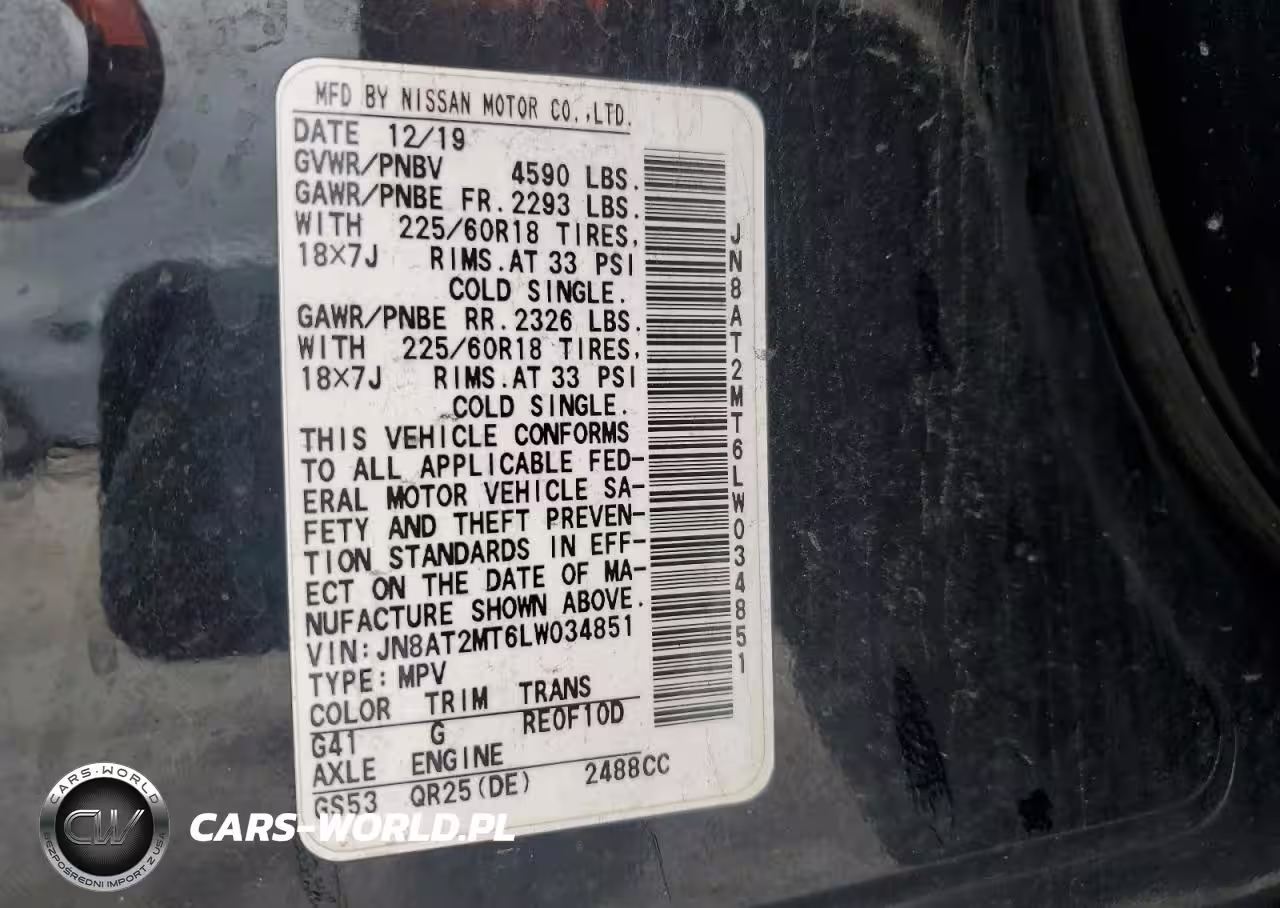 MFD BY NISSAN MOTOR CO.,LTD.
DATE 12/19
GVWR/PNBV 4590 LBS.
GAWR/PNBE FR.2293 LBS.
WITH 225/60R18 TIRES,
18×7J RIMS.AT 33 PSI
COLD SINGLE.
GAWR/PNBE RR.2326 LBS.
WITH 225/60R18 TIRES,
18×7J RIMS.AT 33 PSI
COLD SINGLE.
THIS VEHICLE CONFORMS
TO ALL APPLICABLE FED-
ERAL MOTOR VEHICLE SA-
FETY AND THEFT PREVEN-
TION STANDARDS IN EFF-
ECT ON THE DATE OF MA-
NUFACTURE SHOWN ABOVE.
VIN:JN8AT2MT6LW034851
TYPE:MPV
COLOR TRIM TRANS
G41 G RE0F10D
AXLE ENGINE
GS53 QR25(DE) 2488CC
JN8AT2MT6LW034851
CARS-WORLD
CW
BEZPOŚREDNI IMPORT Z USA
CARS-WORLD.PL